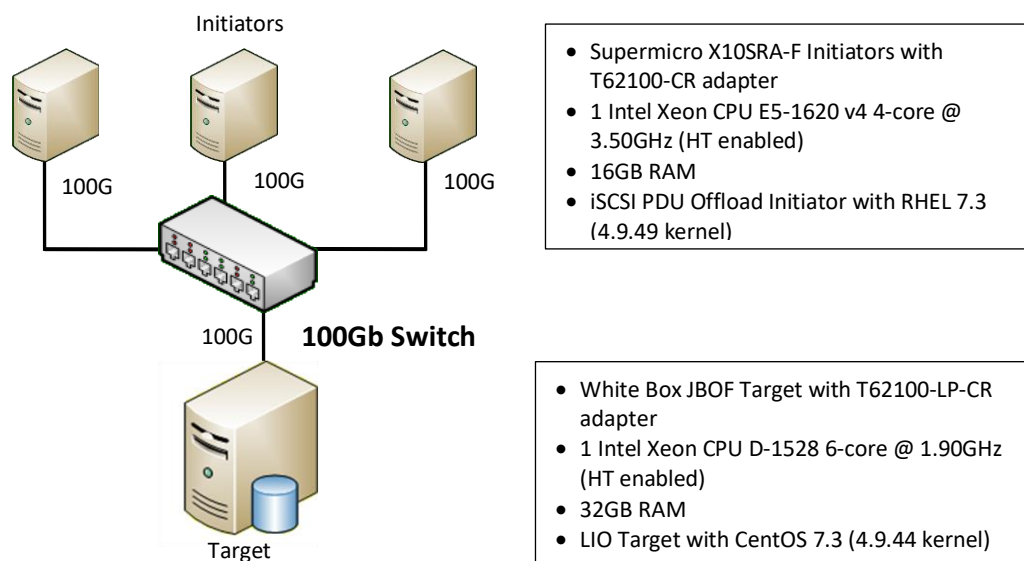 Initiators
100G
100G
100G
100G
100Gb Switch
Target
• Supermicro X10SRA-F Initiators with
T62100-CR adapter
• 1 Intel Xeon CPU E5-1620 v4 4-core @
3.50GHz (HT enabled)
• 16GB RAM
• iSCSI PDU Offload Initiator with RHEL 7.3
(4.9.49 kernel)
• White Box JBOF Target with T62100-LP-CR
adapter
• 1 Intel Xeon CPU D-1528 6-core @ 1.90GHz
(HT enabled)
• 32GB RAM
• LIO Target with CentOS 7.3 (4.9.44 kernel)